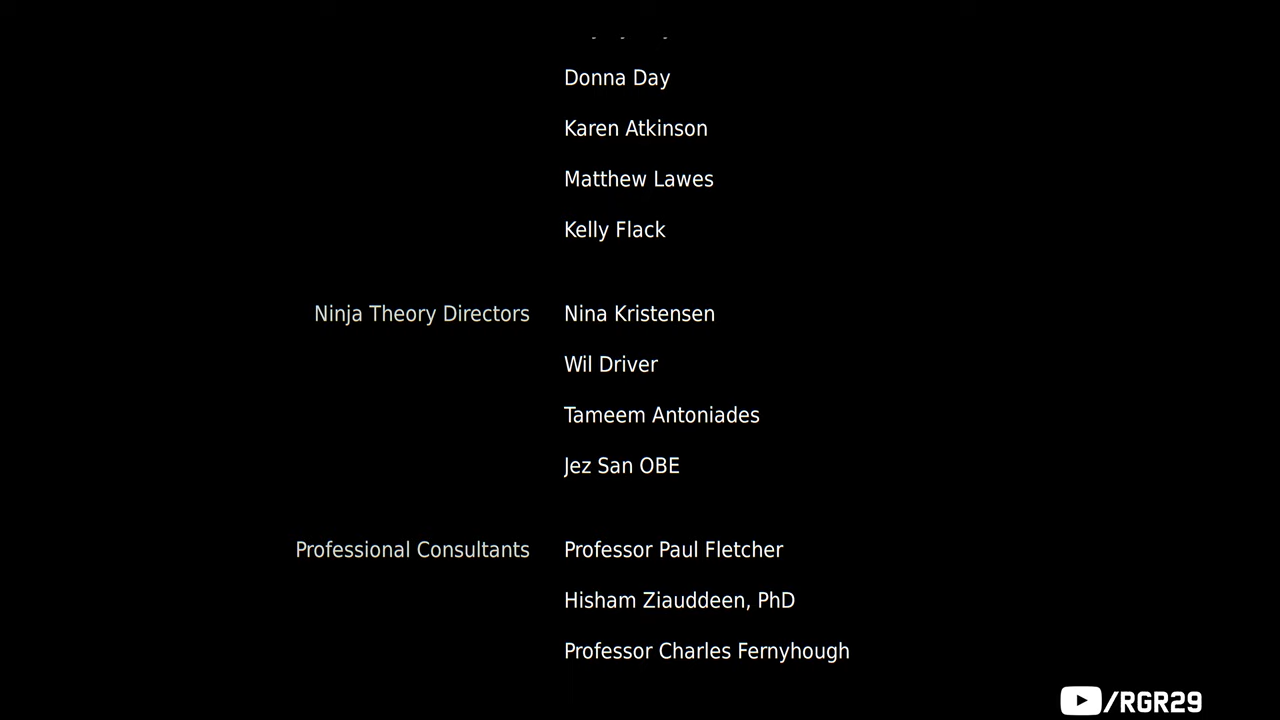 Donna Day
Karen Atkinson
Matthew Lawes
Kelly Flack
Ninja Theory Directors Nina Kristensen
Wil Driver
Tameem Antoniades
Jez San OBE
Professional Consultants Professor Paul Fletcher
Hisham Ziauddeen, PhD
Professor Charles Fernyhough
/RGR29